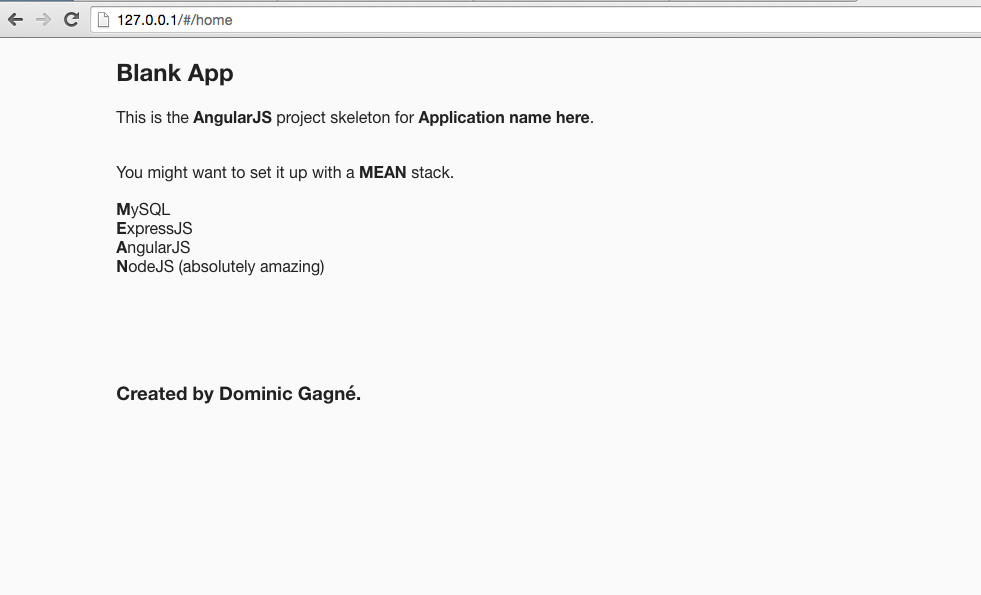 127.0.0.1/#/home
Blank App
This is the AngularJS project skeleton for Application name here.
You might want to set it up with a MEAN stack.
MySQL
ExpressJS
AngularJS
NodeJS (absolutely amazing)
Created by Dominic Gagné.